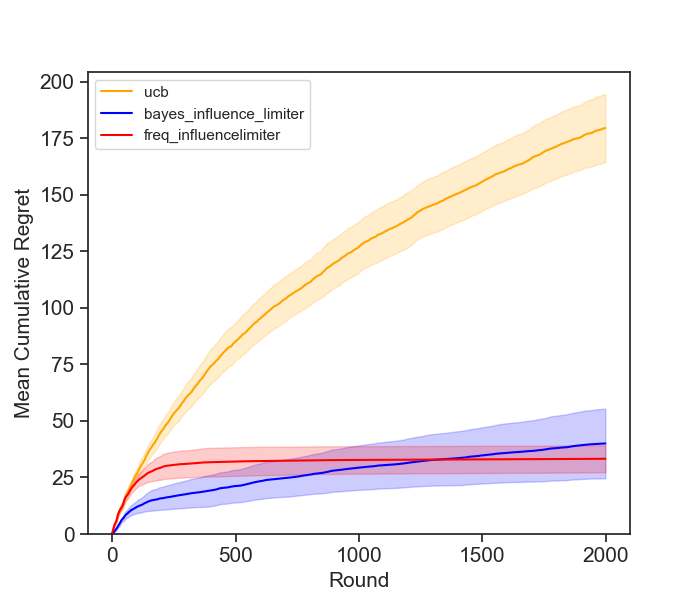 ucb
bayes_influence_limiter
freq_influencelimiter
Mean Cumulative Regret
200
175
150
125
100
75
50
25
0
0 500 1000 1500 2000
Round